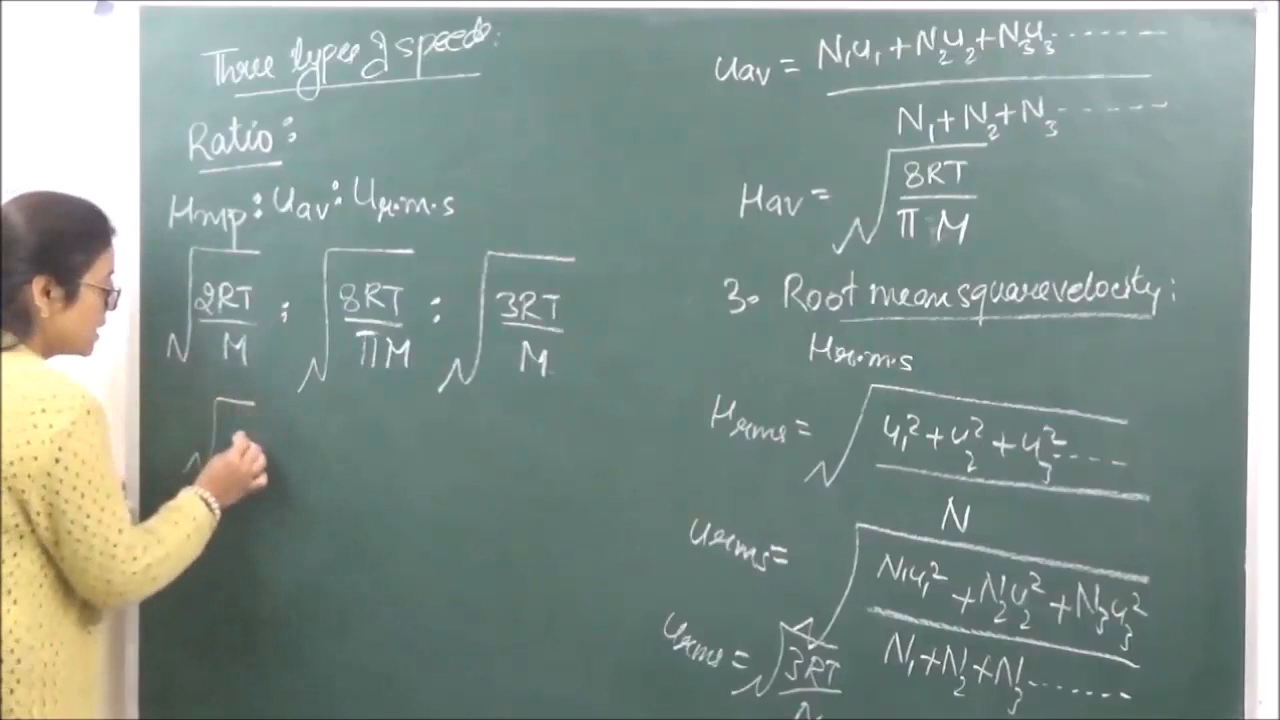 Three types of speeds:
Ratio:
Ump : Uav : Ur.m.s
√(2RT/M) : √(8RT/πM) : √(3RT/M)
√
Uav = (N₁u₁ + N₂u₂ + N₃u₃ ......)/(N₁ + N₂ + N₃ ......)
Uav = √(8RT/πM)
3. Root mean square velocity:
Ur.m.s
Urms = √((u₁² + u₂² + u₃² ....)/N)
Urms = √((N₁u₁² + N₂u₂² + N₃u₃²)/(N₁ + N₂ + N₃ .......))
Urms = √(3RT/